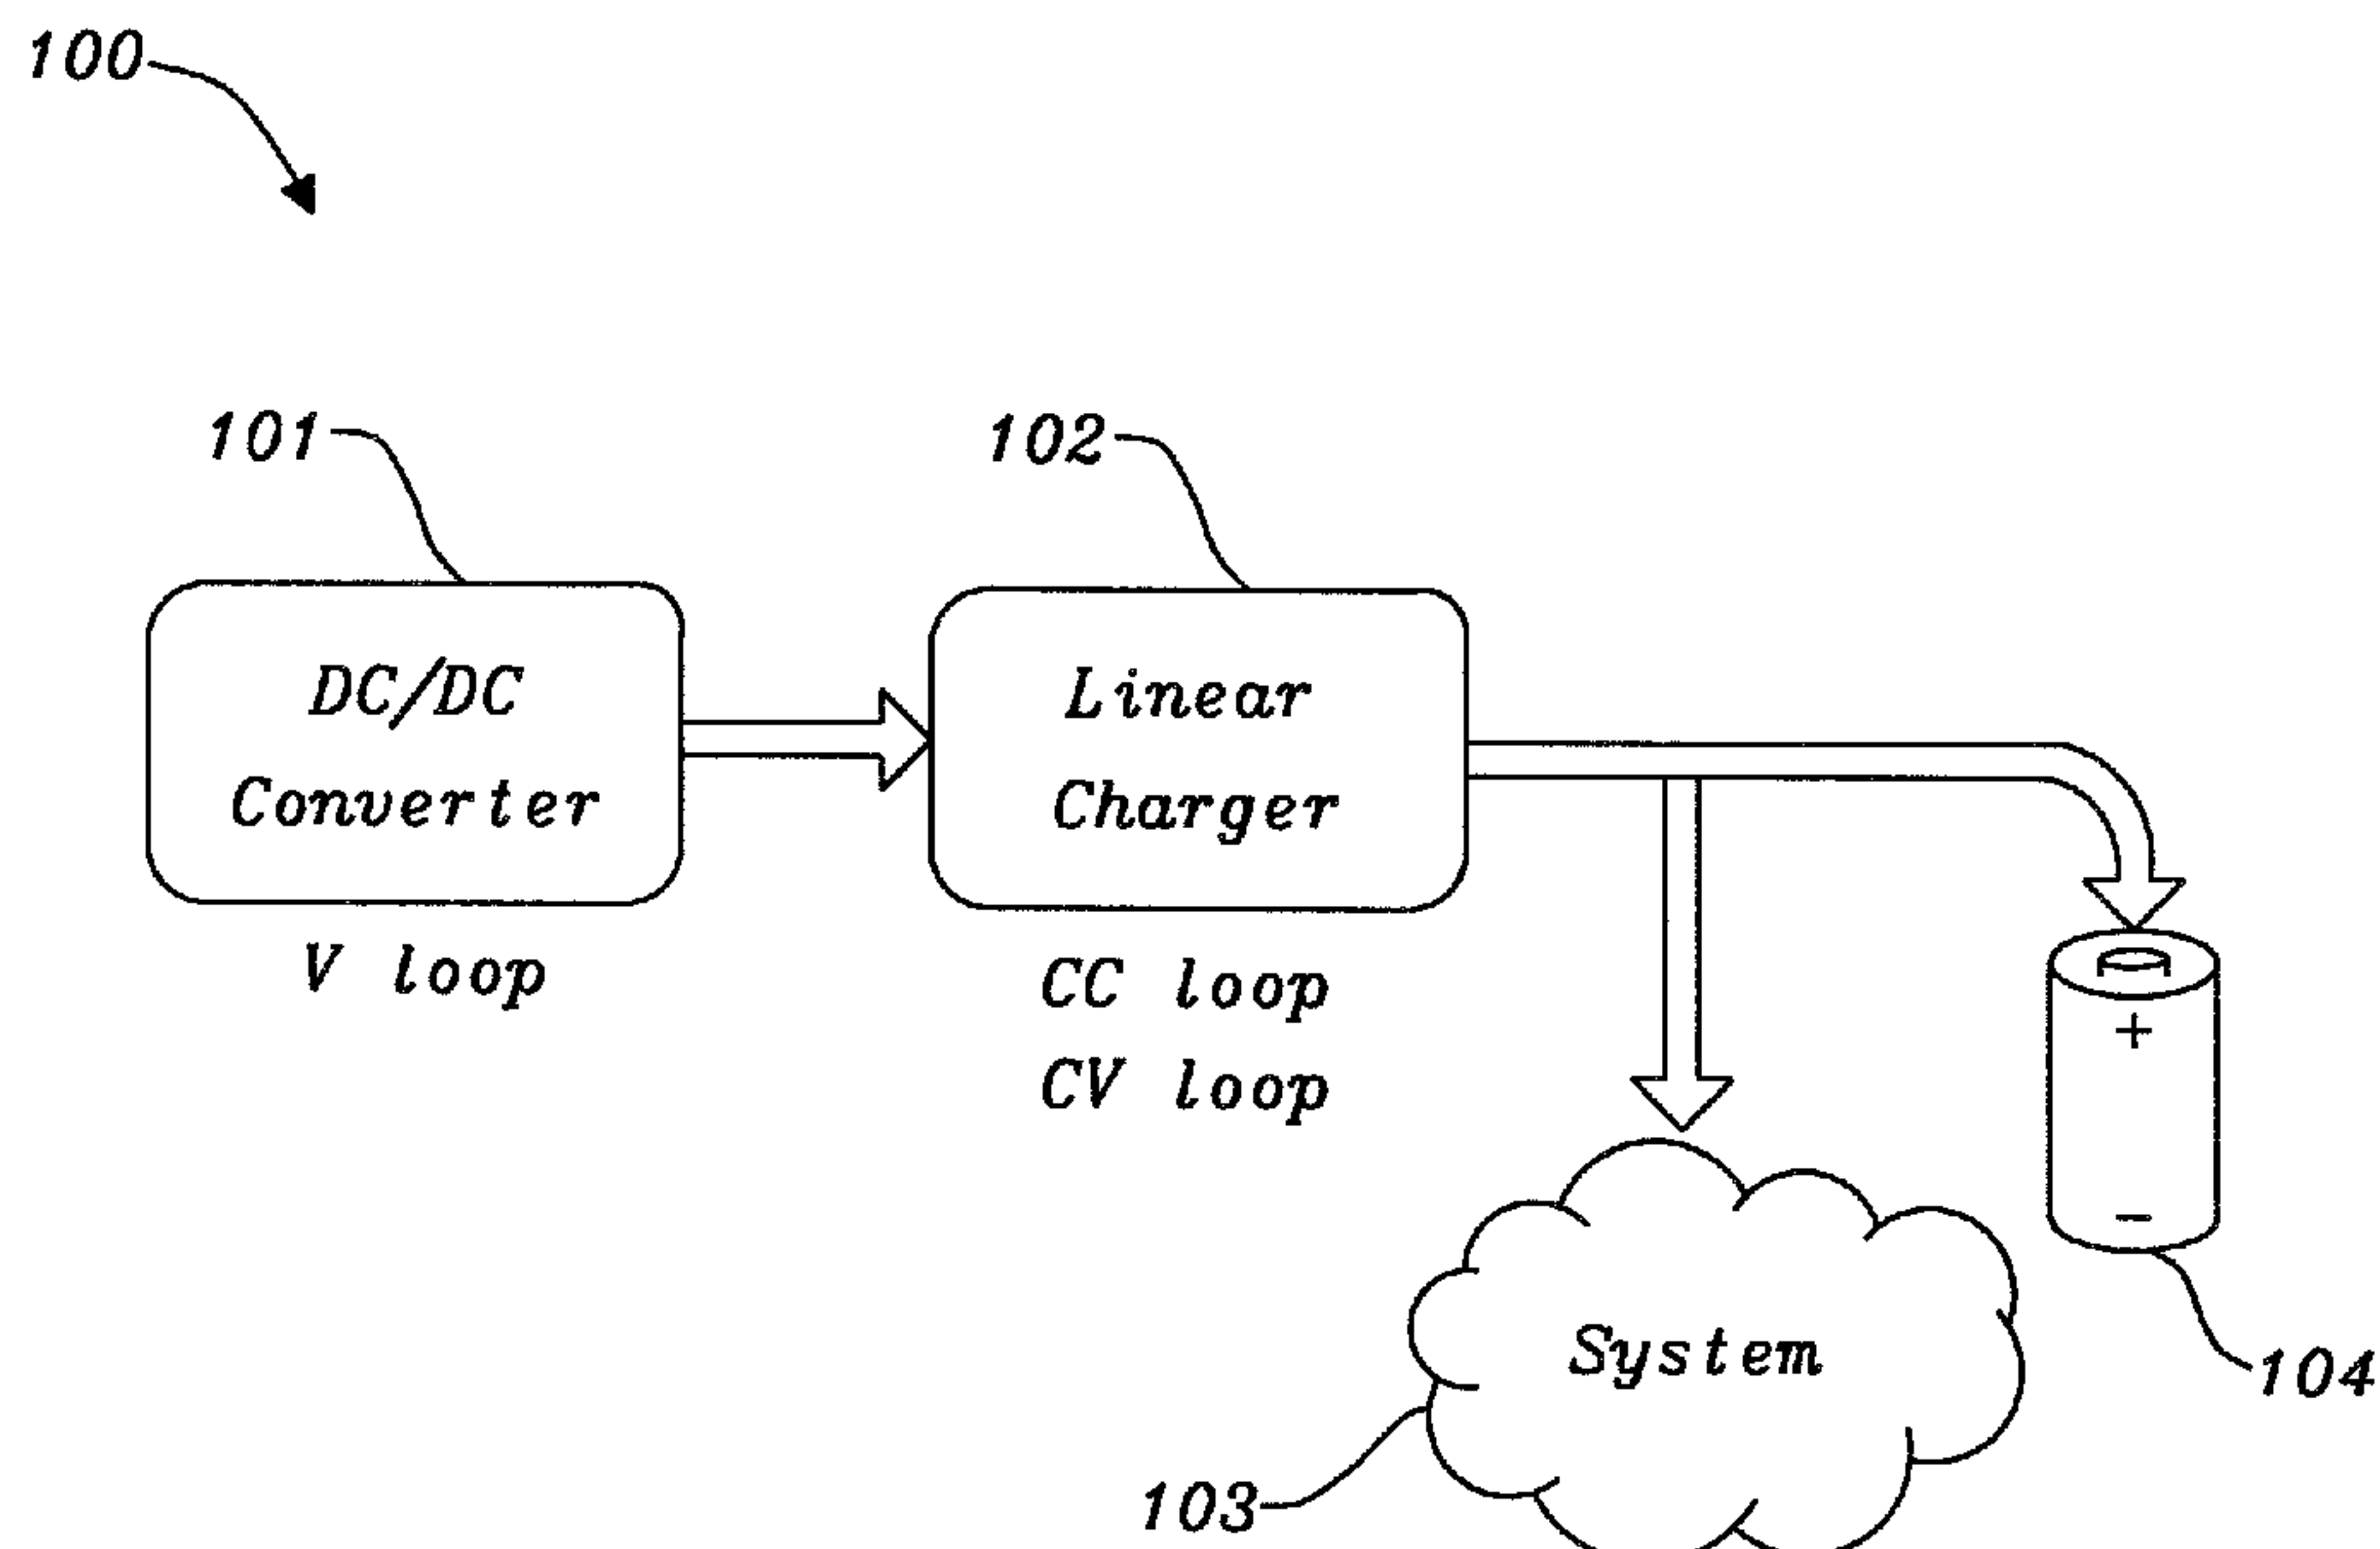 100
101
102
DC/DC
Converter
Linear
Charger
V loop
CC loop
CV loop
+
−
System
104
103